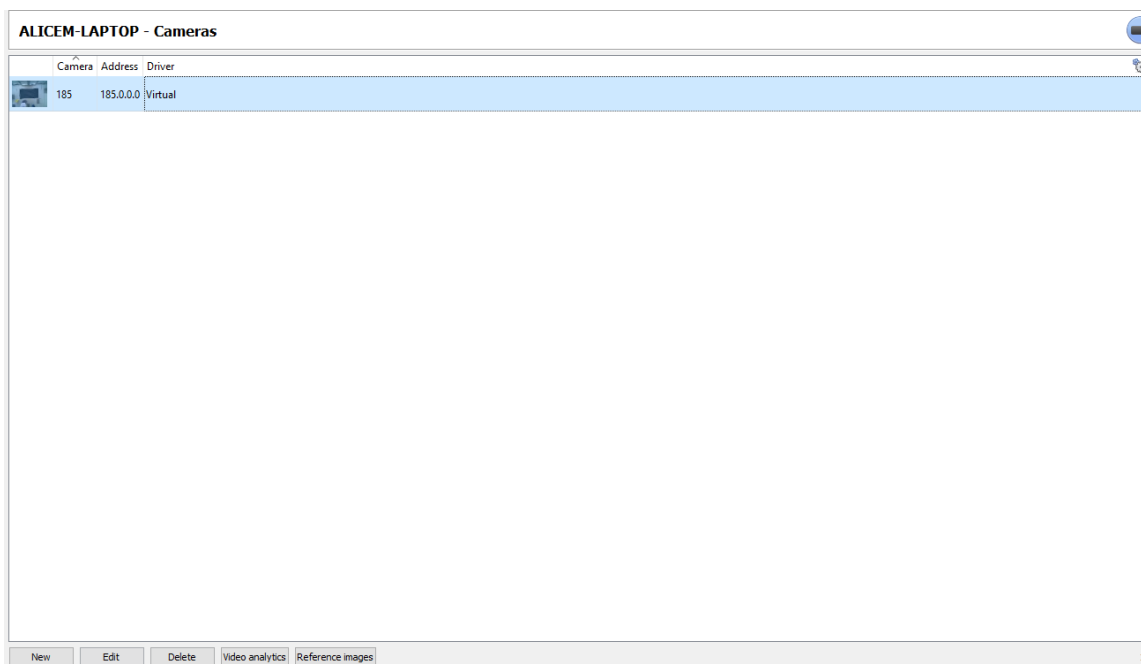 ALICEM-LAPTOP - Cameras
Camera Address Driver
185 185.0.0.0 Virtual
New Edit Delete Video analytics Reference images